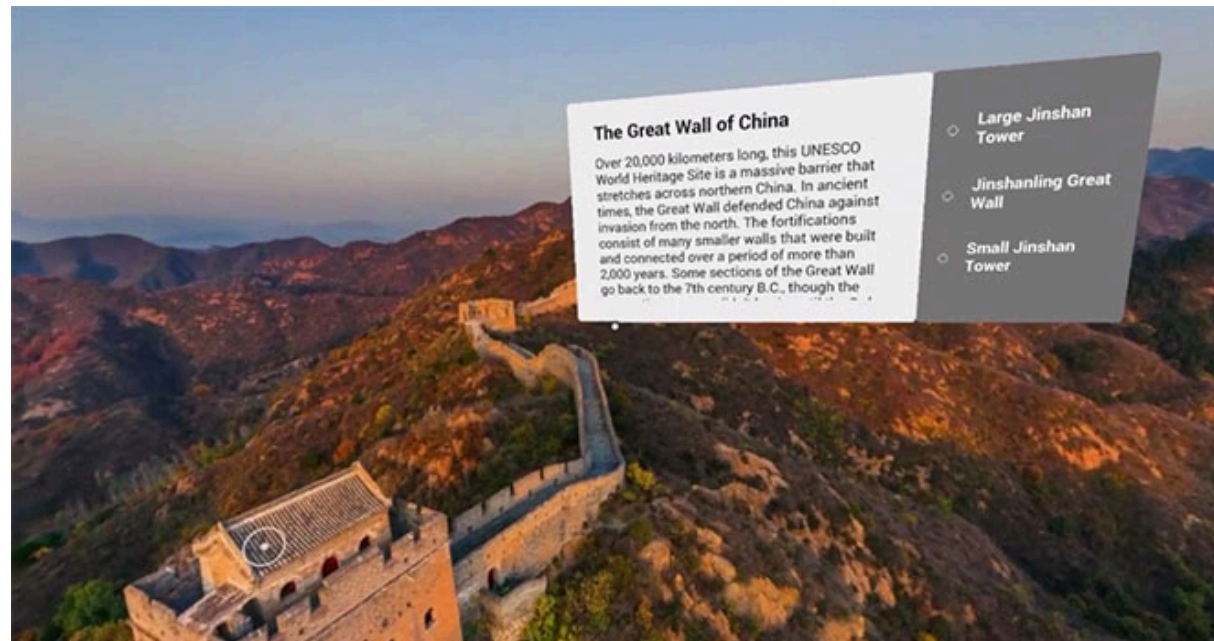 The Great Wall of China
Over 20,000 kilometers long, this UNESCO
World Heritage Site is a massive barrier that
stretches across northern China. In ancient
times, the Great Wall defended China against
invasion from the north. The fortifications
consist of many smaller walls that were built
and connected over a period of more than
2,000 years. Some sections of the Great Wall
go back to the 7th century B.C., though the
Large Jinshan
Tower
Jinshanling Great
Wall
Small Jinshan
Tower